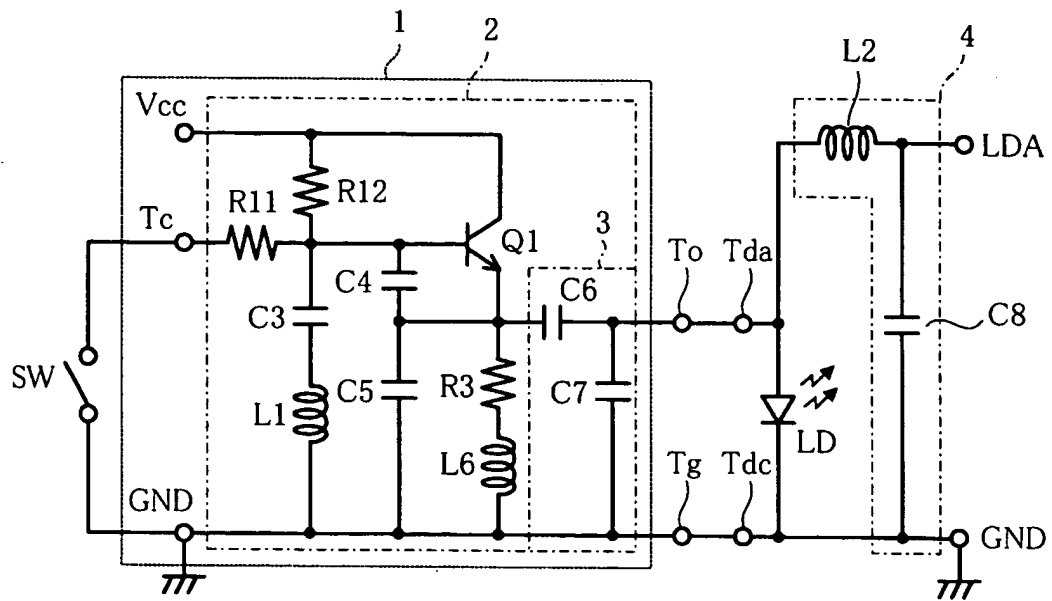 1
2
L2
4
Vcc
LDA
R12
R11
Tc
Q1
3
To
Tda
C4
C6
C3
C8
SW
C5
R3
C7
L1
LD
L6
Tg
Tdc
GND
GND